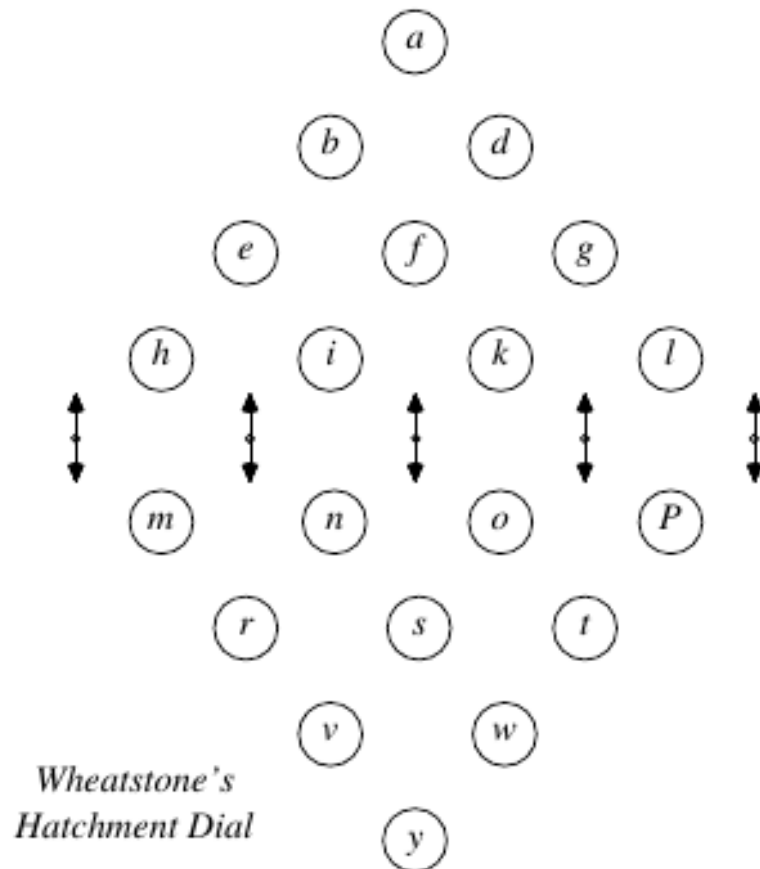 a
b d
e f g
h i k l
m n o P
r s t
v w
y
Wheatstone's
Hatchment Dial